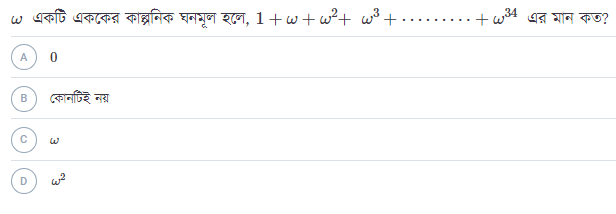 ω একটি এককের কাল্পনিক ঘনমূল হলে, 1 + ω + ω² + ω³ + ········· + ω³⁴ এর মান কত?
A 0
B কোনটিই নয়
C ω
D ω²